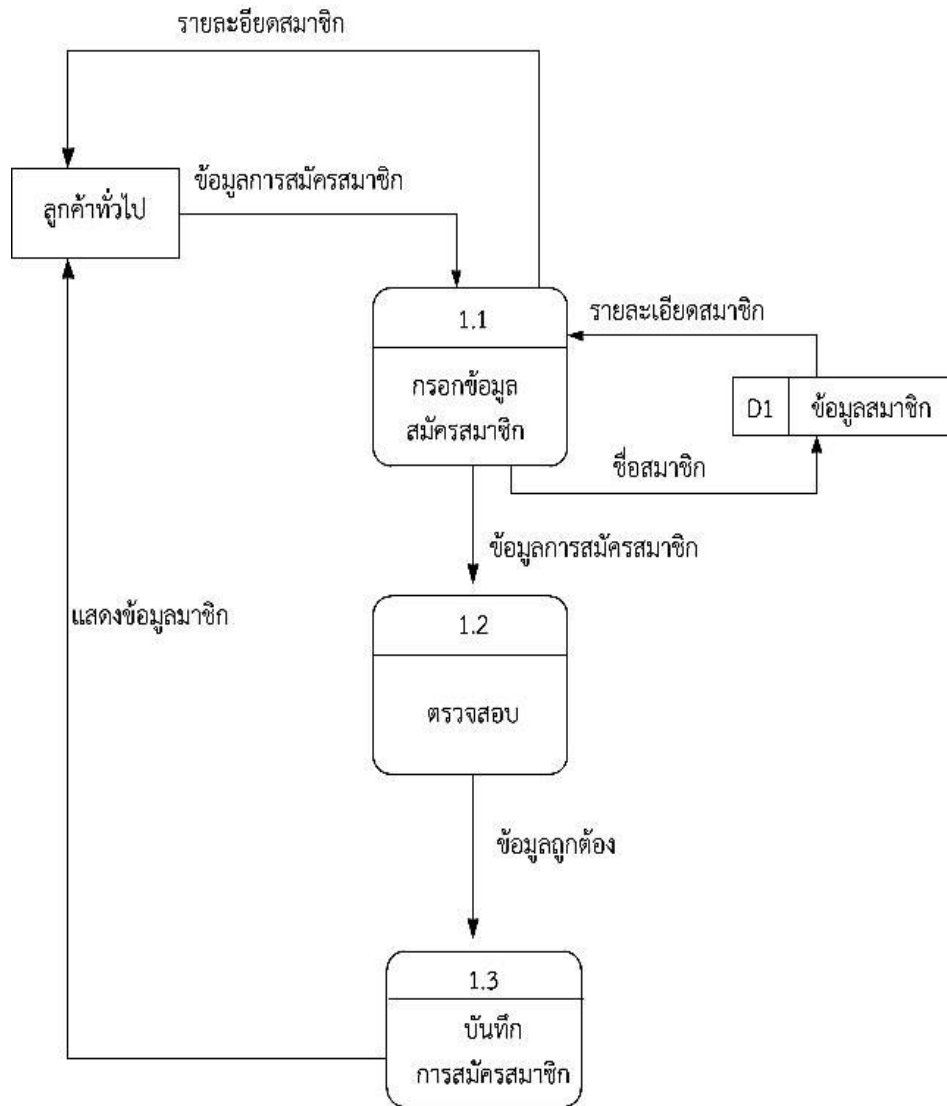 รายละอียดสมาชิก
ข้อมูลการสมัครสมาชิก
ลูกค้าทั่วไป
1.1
กรอกข้อมูล
สมัครสมาชิก
รายละเอียดสมาชิก
D1 ข้อมูลสมาชิก
ชื่อสมาชิก
ข้อมูลการสมัครสมาชิก
1.2
ตรวจสอบ
แสดงข้อมูลมาชิก
ข้อมูลถูกต้อง
1.3
บันทึก
การสมัครสมาชิก